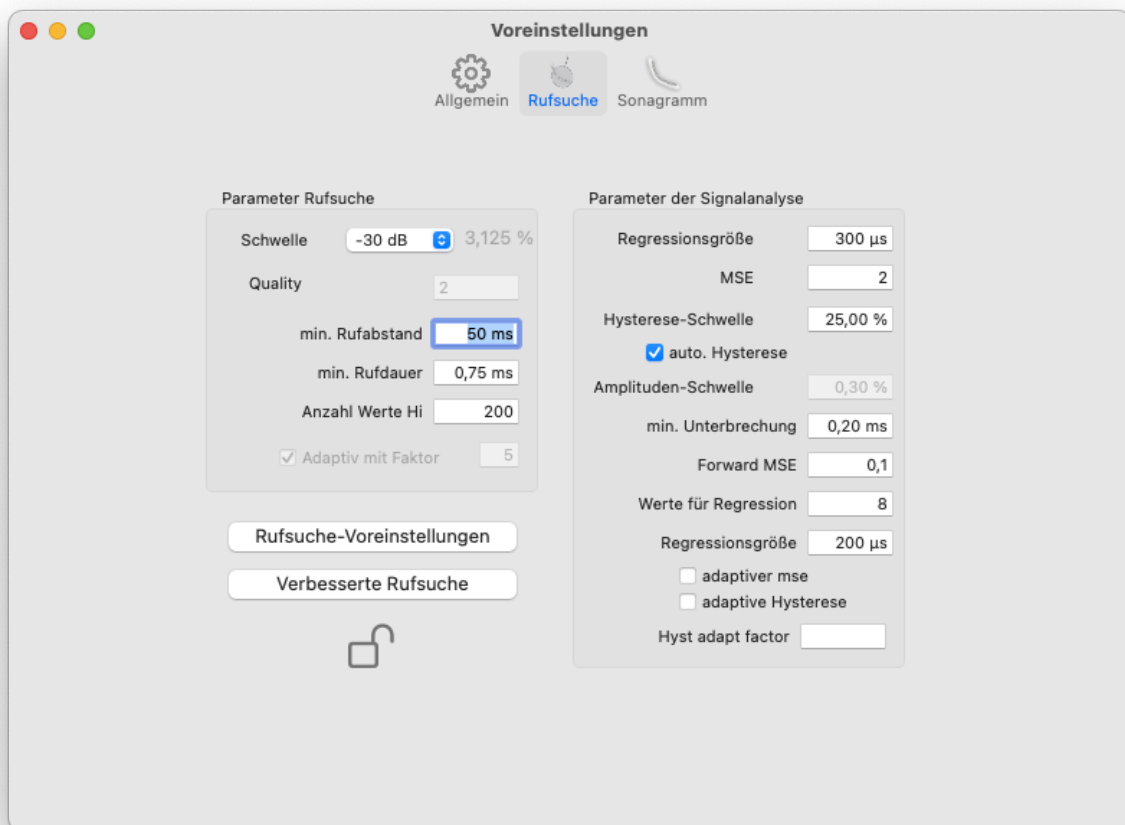 Voreinstellungen
Allgemein Rufsuche Sonagramm
Parameter Rufsuche
Schwelle -30 dB 3,125 %
Quality 2
min. Rufabstand 50 ms
min. Rufdauer 0,75 ms
Anzahl Werte Hi 200
Adaptiv mit Faktor 5
Rufsuche-Voreinstellungen
Verbesserte Rufsuche
Parameter der Signalanalyse
Regressionsgröße 300 µs
MSE 2
Hysterese-Schwelle 25,00 %
auto. Hysterese
Amplituden-Schwelle 0,30 %
min. Unterbrechung 0,20 ms
Forward MSE 0,1
Werte für Regression 8
Regressionsgröße 200 µs
adaptiver mse
adaptive Hysterese
Hyst adapt factor